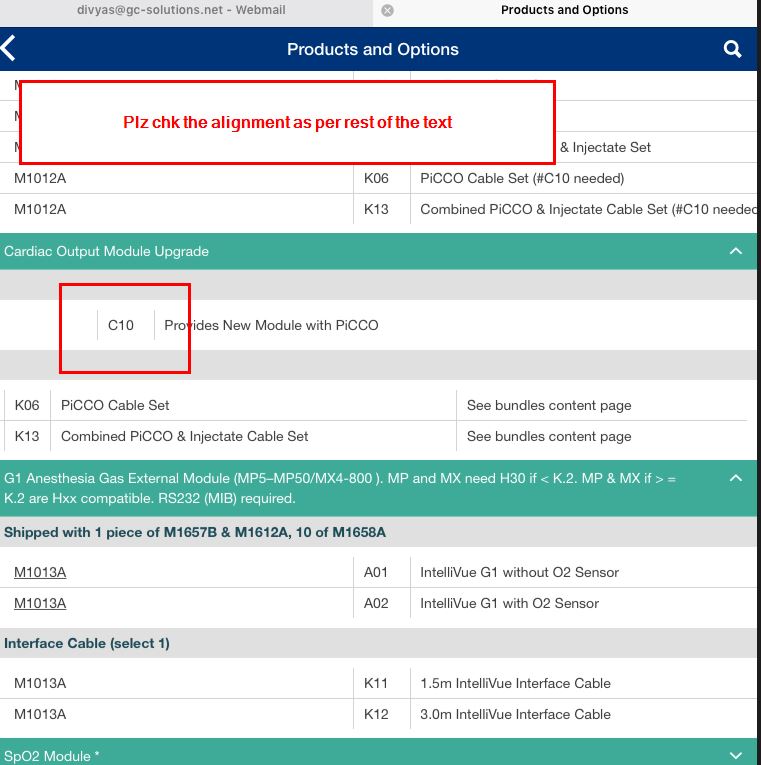 divyas@gc-solutions.net - Webmail
Products and Options
Products and Options
Plz chk the alignment as per rest of the text
& Injectate Set
M1012A K06 PiCCO Cable Set (#C10 needed)
M1012A K13 Combined PiCCO & Injectate Cable Set (#C10 needed
Cardiac Output Module Upgrade
C10 Provides New Module with PiCCO
K06 PiCCO Cable Set See bundles content page
K13 Combined PiCCO & Injectate Cable Set See bundles content page
G1 Anesthesia Gas External Module (MP5–MP50/MX4-800 ). MP and MX need H30 if < K.2. MP & MX if > =
K.2 are Hxx compatible. RS232 (MIB) required.
Shipped with 1 piece of M1657B & M1612A, 10 of M1658A
M1013A A01 IntelliVue G1 without O2 Sensor
M1013A A02 IntelliVue G1 with O2 Sensor
Interface Cable (select 1)
M1013A K11 1.5m IntelliVue Interface Cable
M1013A K12 3.0m IntelliVue Interface Cable
SpO2 Module *